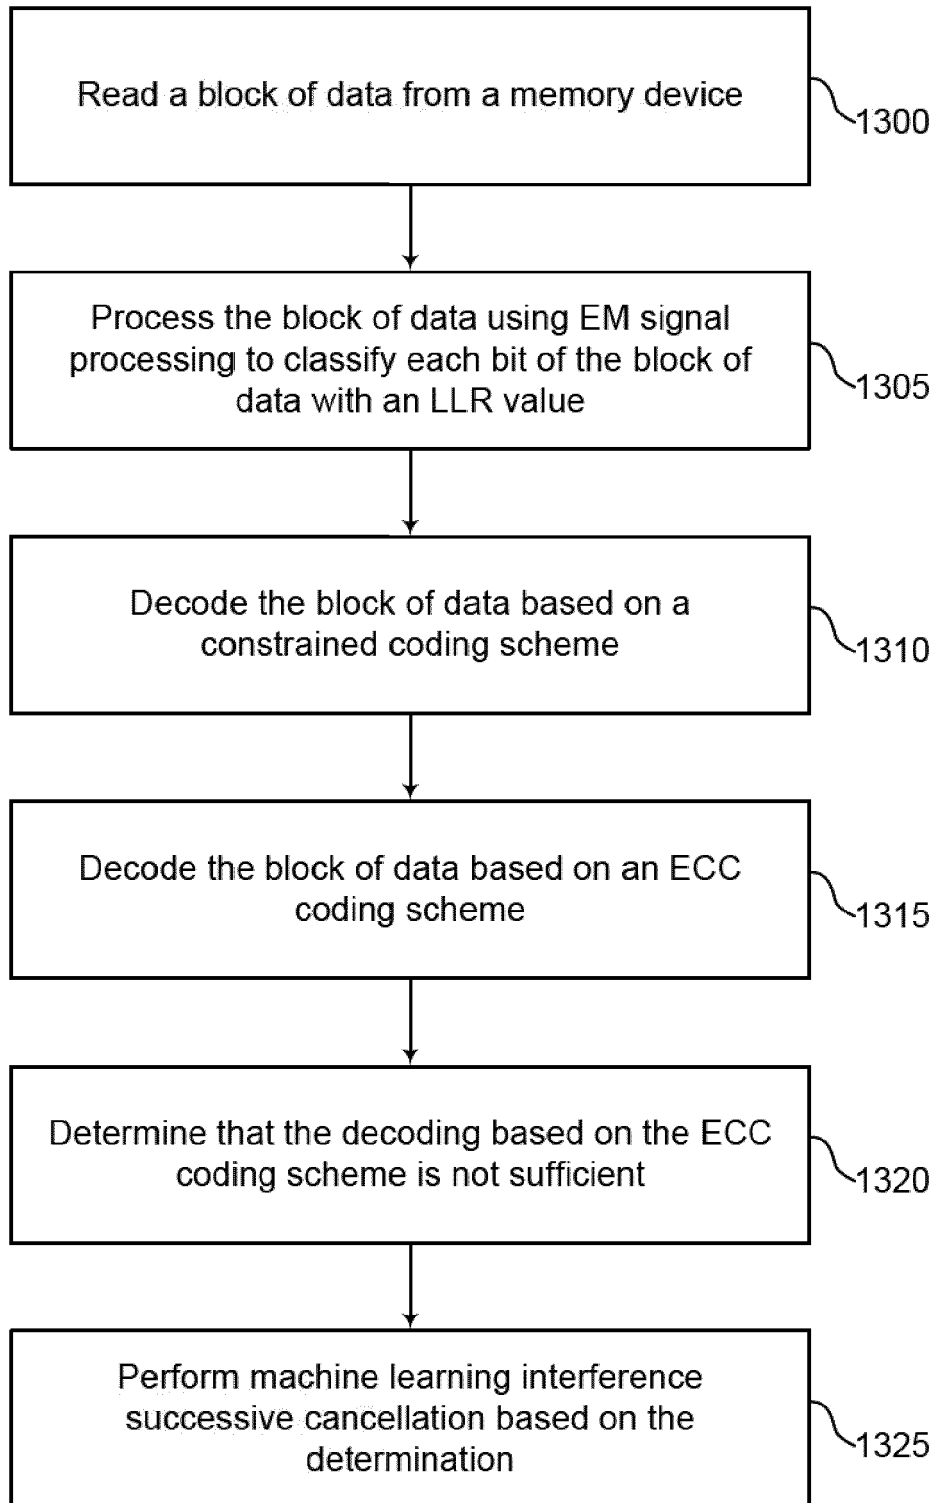 Read a block of data from a memory device
1300
Process the block of data using EM signal
processing to classify each bit of the block of
data with an LLR value
1305
Decode the block of data based on a
constrained coding scheme
1310
Decode the block of data based on an ECC
coding scheme
1315
Determine that the decoding based on the ECC
coding scheme is not sufficient
1320
Perform machine learning interference
successive cancellation based on the
determination
1325